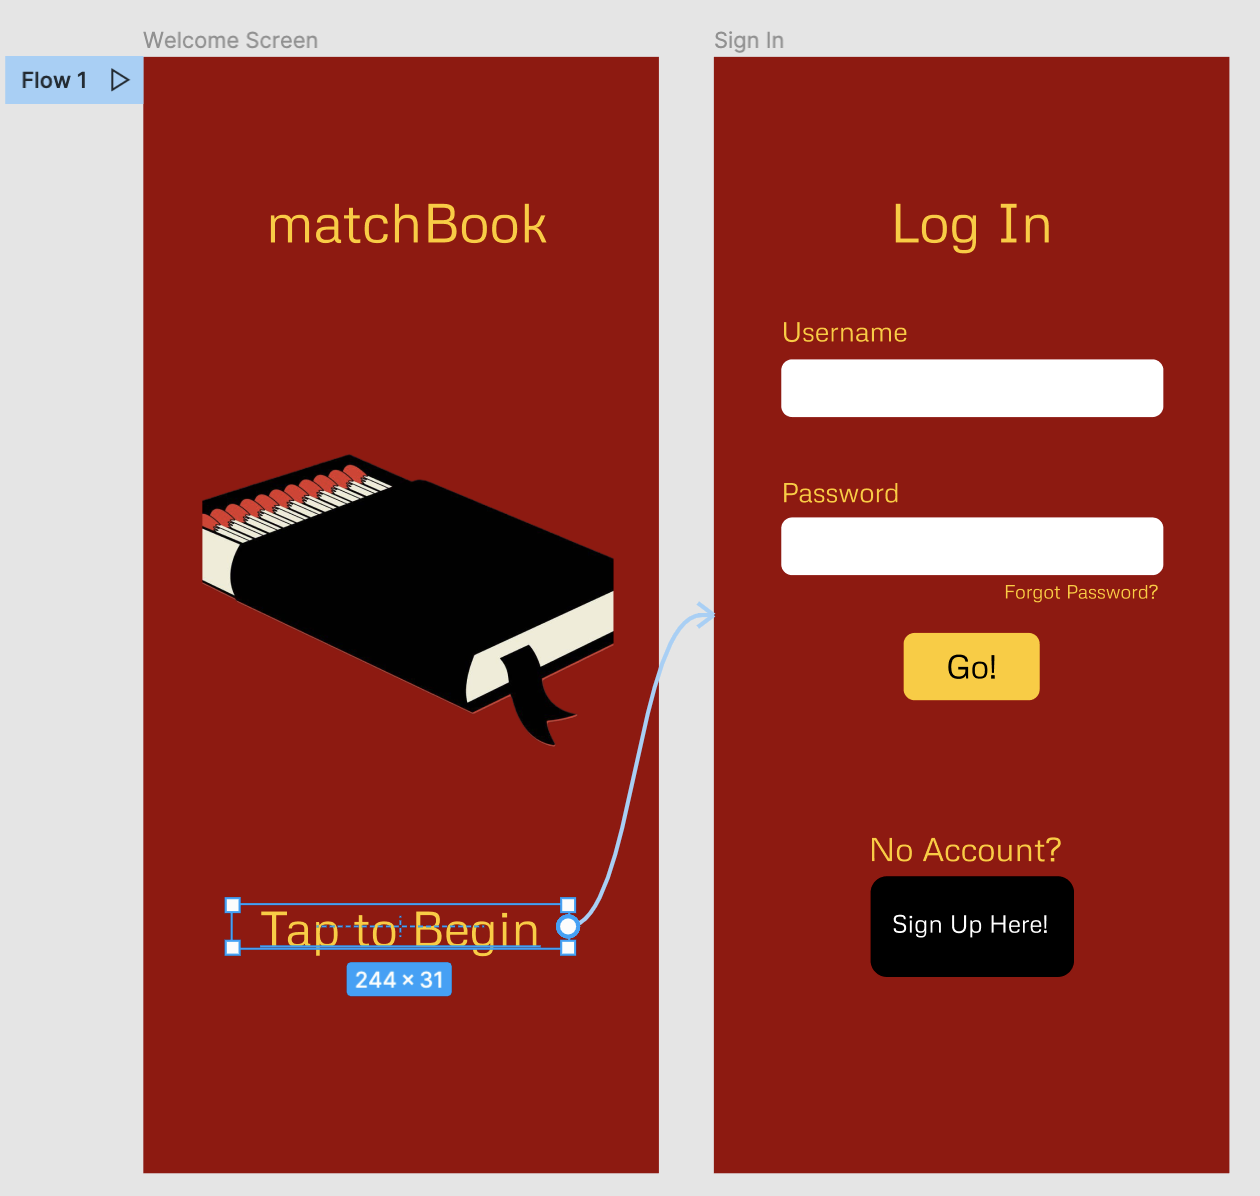 Welcome Screen
Flow 1
matchBook
Tap to Begin
244 × 31
Sign In
Log In
Username
Password
Forgot Password?
Go!
No Account?
Sign Up Here!